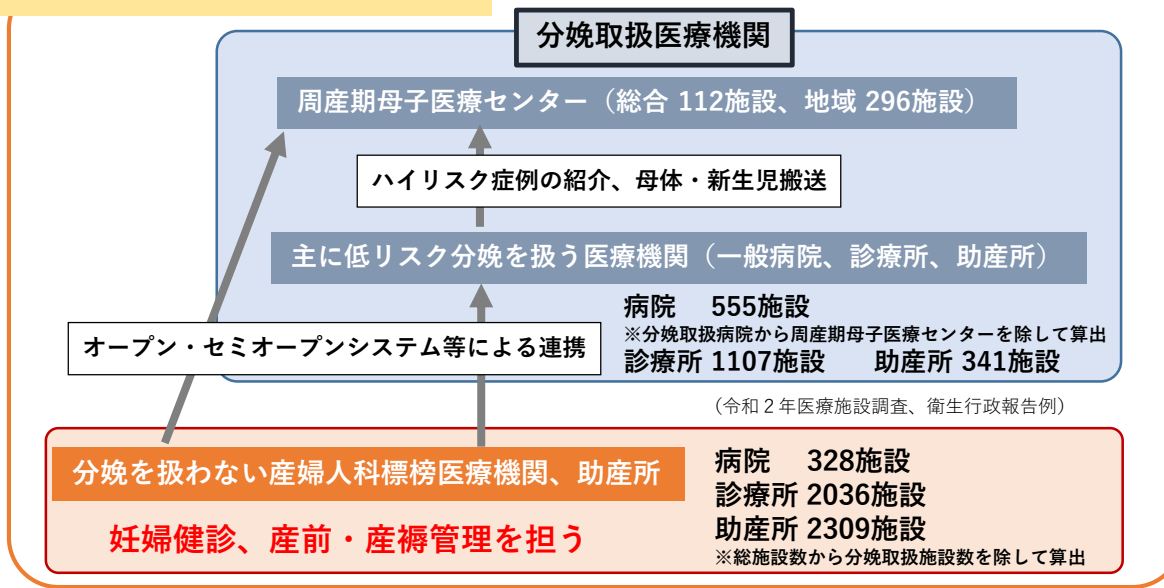 分娩取扱医療機関
周産期母子医療センター（総合 112施設、地域 296施設）
ハイリスク症例の紹介、母体・新生児搬送
主に低リスク分娩を扱う医療機関（一般病院、診療所、助産所）
病院 555施設
※分娩取扱病院から周産期母子医療センターを除して算出
診療所 1107施設 助産所 341施設
オープン・セミオープンシステム等による連携
（令和２年医療施設調査、衛生行政報告例）
分娩を扱わない産婦人科標榜医療機関、助産所
妊婦健診、産前・産褥管理を担う
病院 328施設
診療所 2036施設
助産所 2309施設
※総施設数から分娩取扱施設数を除して算出